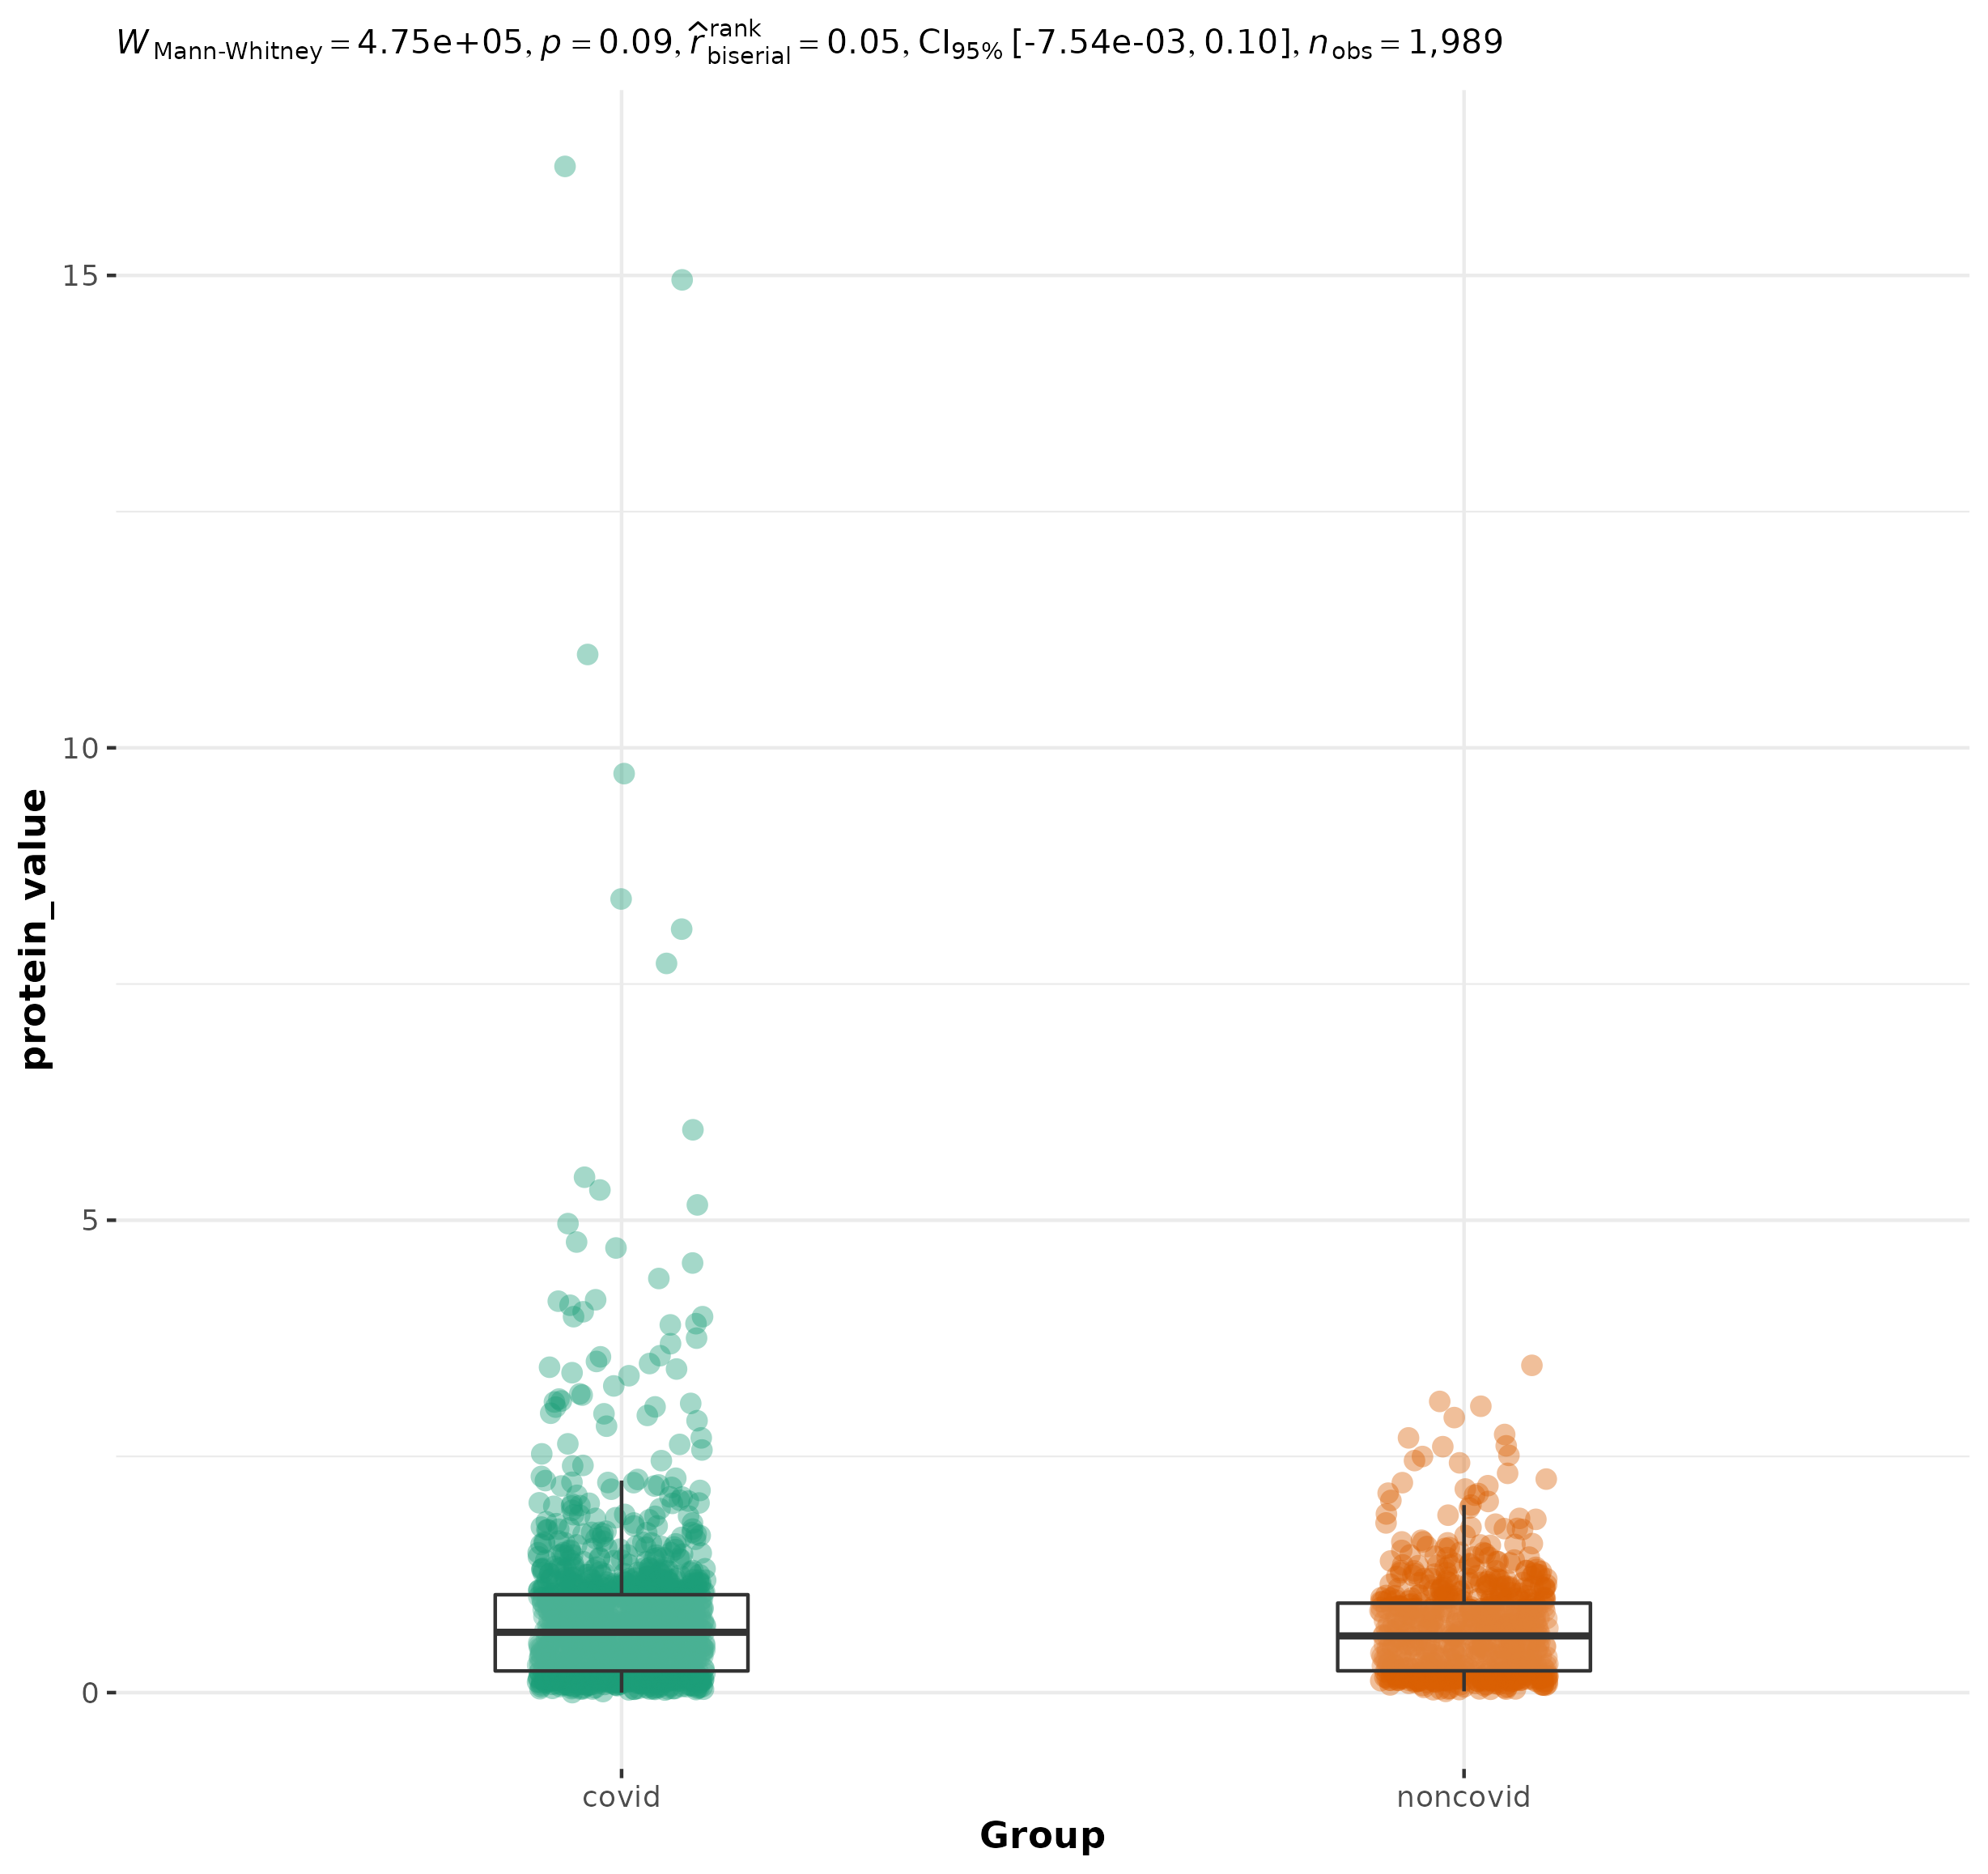 W Mann-Whitney = 4.75e+05, p = 0.09, r̂ rank biserial = 0.05, CI95% [-7.54e-03, 0.10], nobs = 1,989
15
10
5
0
protein_value
covid
noncovid
Group